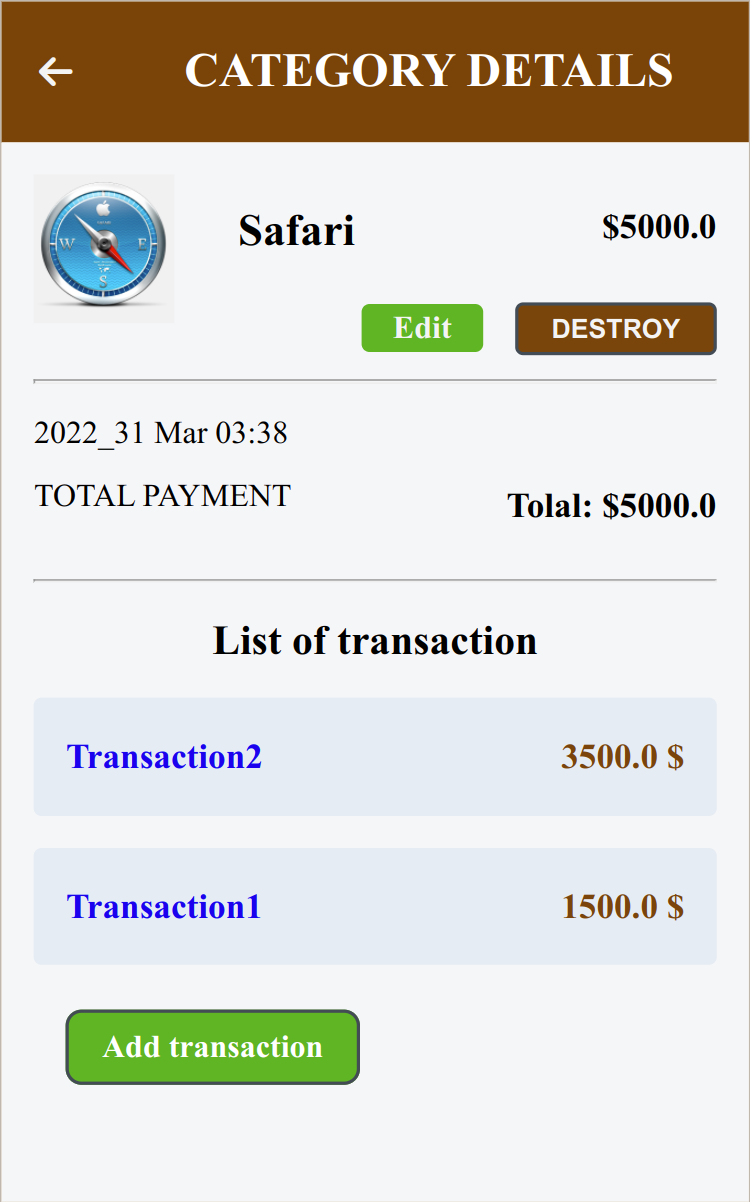 CATEGORY DETAILS
Safari
$5000.0
W E
S
Edit
DESTROY
2022_31 Mar 03:38
TOTAL PAYMENT
Tolal: $5000.0
List of transaction
Transaction2
3500.0 $
Transaction1
1500.0 $
Add transaction